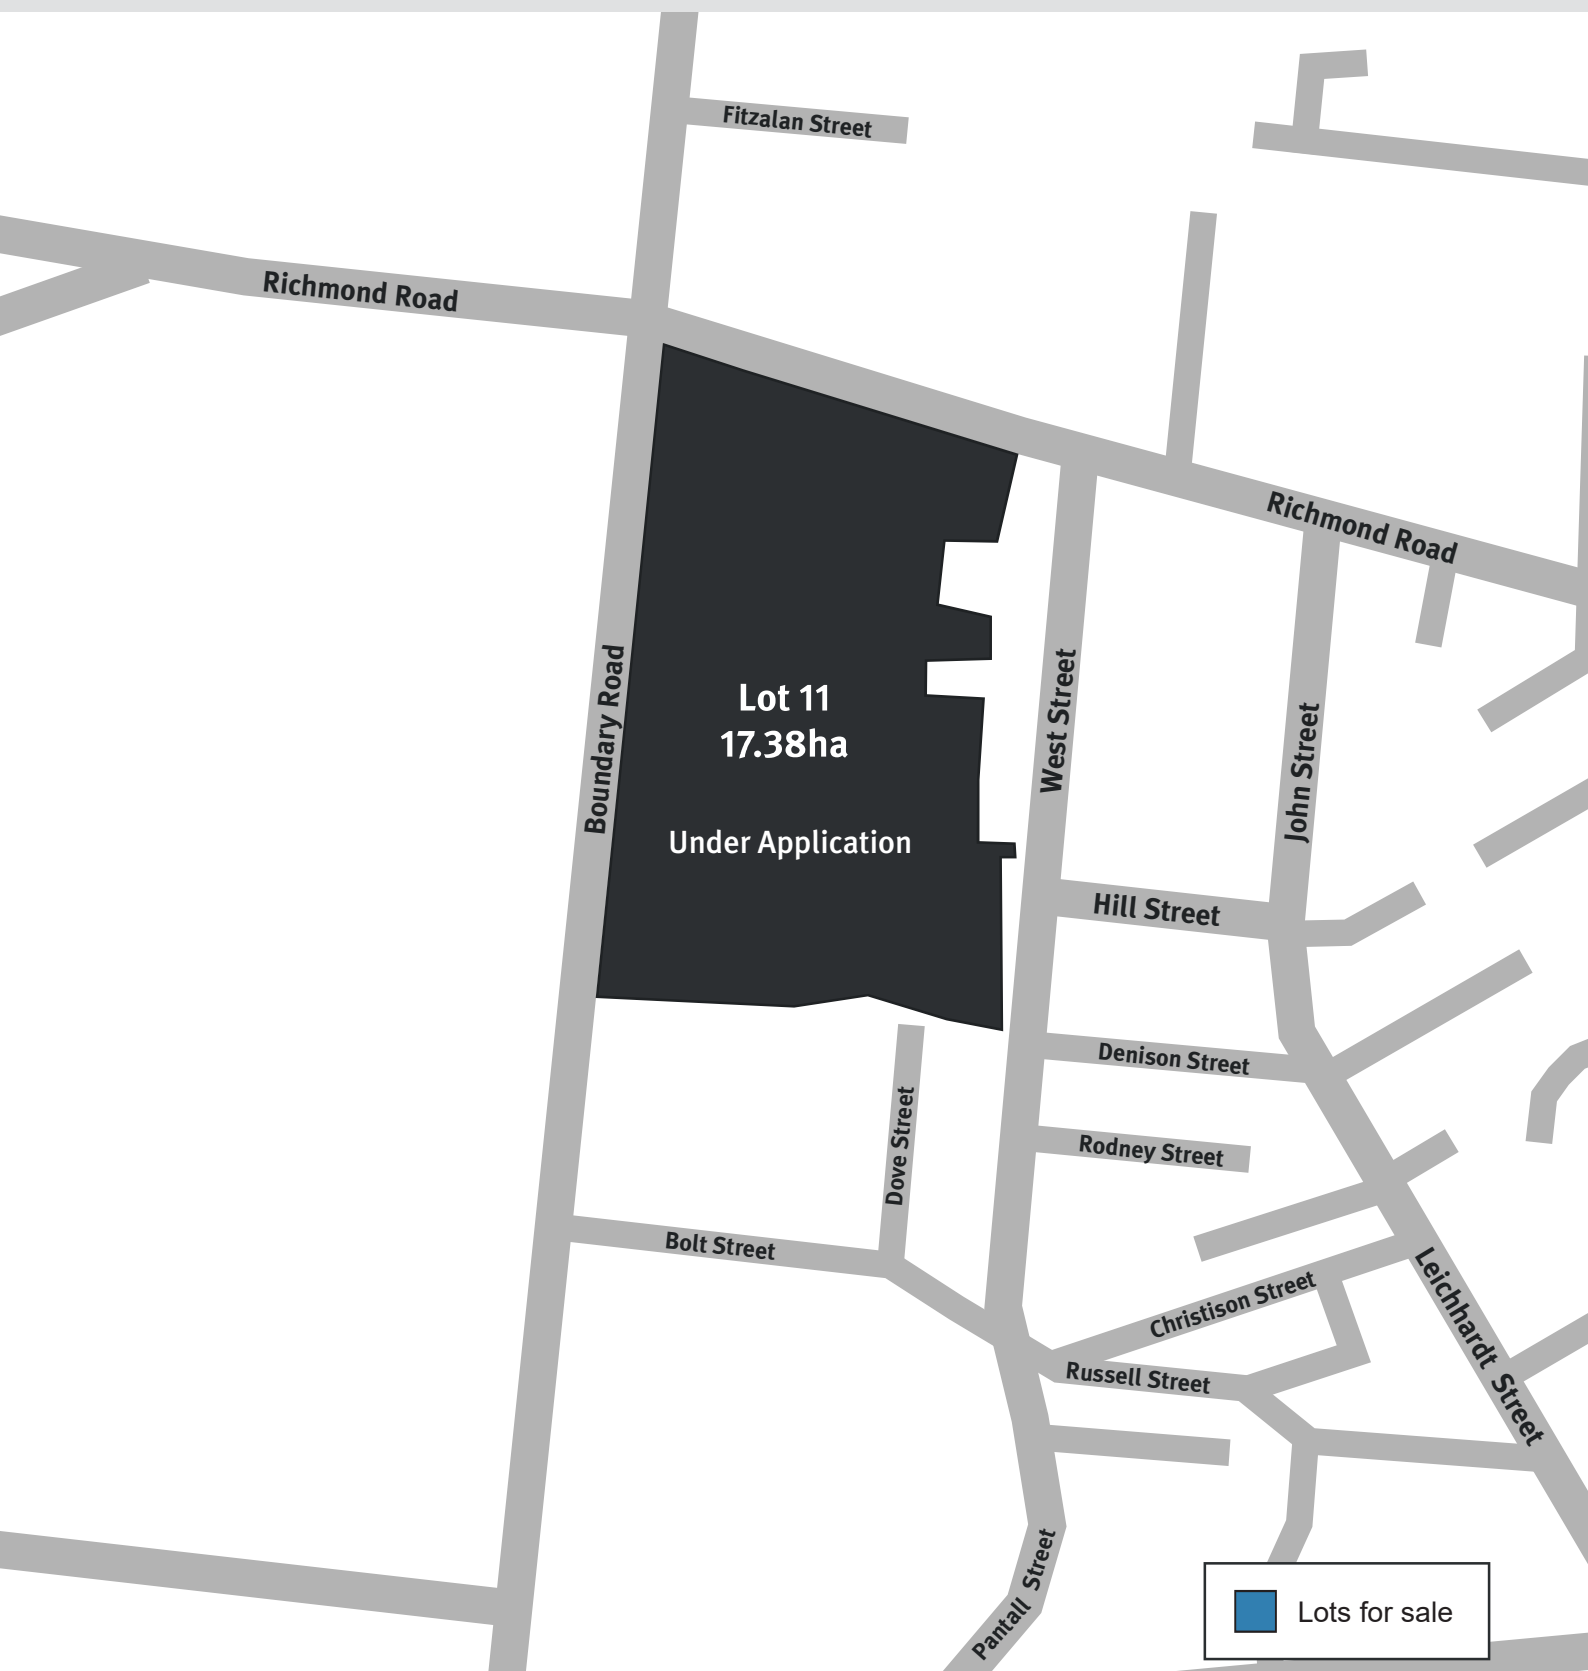 Fitzalan Street
Richmond Road
Richmond Road
Boundary Road
Lot 11
17.38ha
Under Application
West Street
John Street
Hill Street
Denison Street
Dove Street
Rodney Street
Bolt Street
Christison Street
Leichhardt Street
Russell Street
Pantall Street
Lots for sale